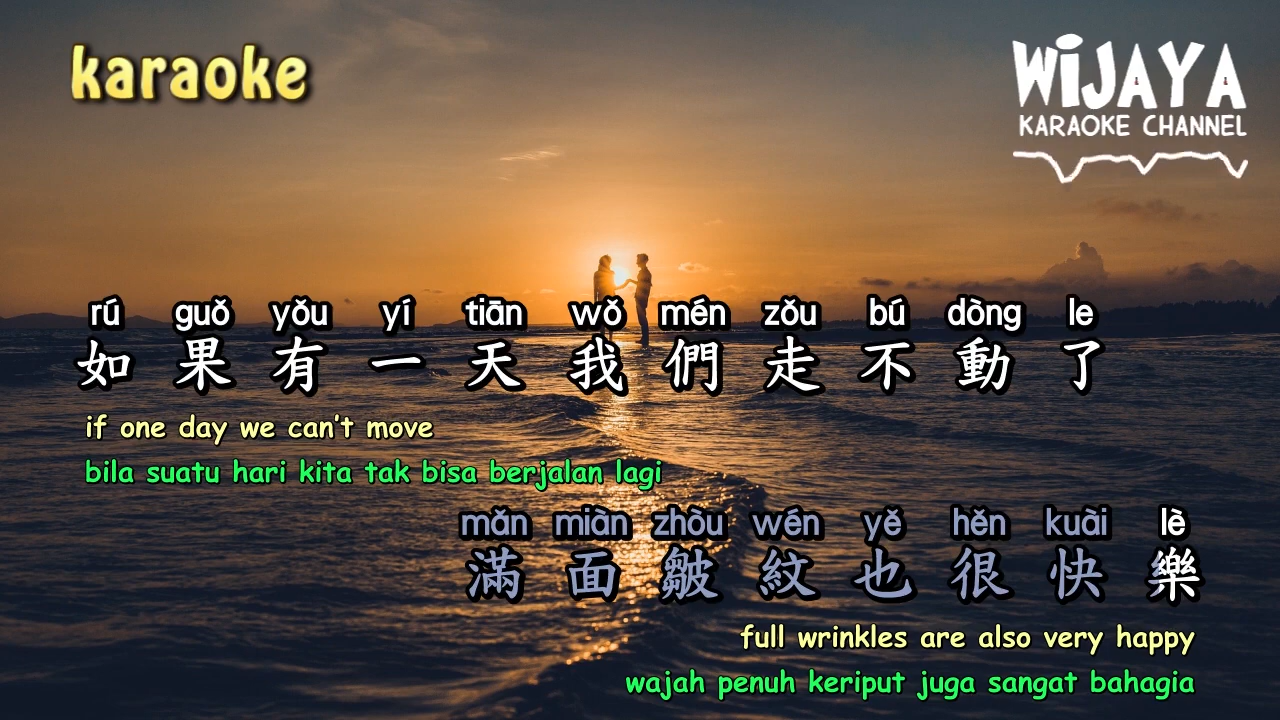 karaoke
WiJAYA
KARAOKE CHANNEL
rú guǒ yǒu yí tiān wǒ mén zǒu bú dòng le
如果有一天我們走不動了
if one day we can't move
bila suatu hari kita tak bisa berjalan lagi
mǎn miàn zhòu wén yě hěn kuài lè
滿面皺紋也很快樂
full wrinkles are also very happy
wajah penuh keriput juga sangat bahagia